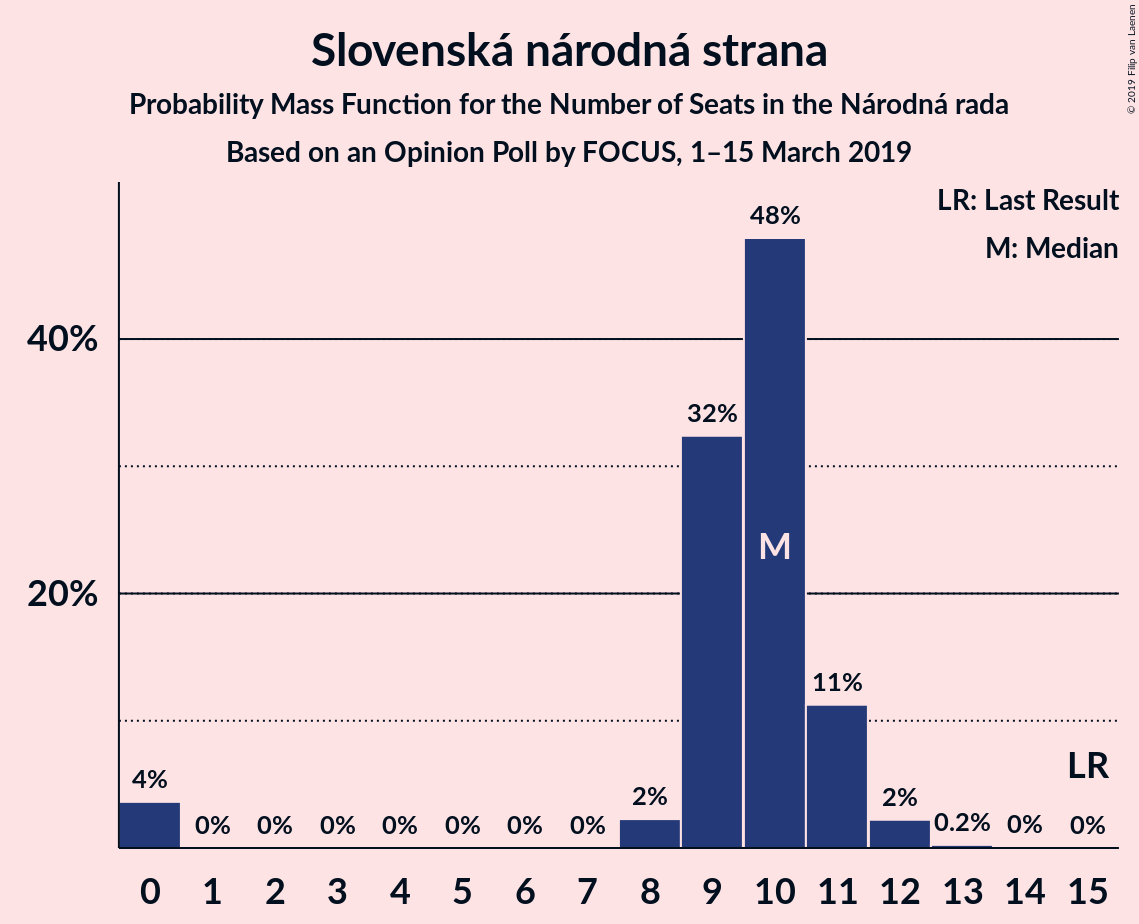 Slovenská národná strana
Probability Mass Function for the Number of Seats in the Národná rada
Based on an Opinion Poll by FOCUS, 1–15 March 2019
© 2019 Filip van Laenen
LR: Last Result
M: Median
48%
40%
32%
M
20%
11%
LR
4%
0%
0%
0%
0%
0%
0%
0%
2%
2%
0.2%
0%
0%
0 1 2 3 4 5 6 7 8 9 10 11 12 13 14 15